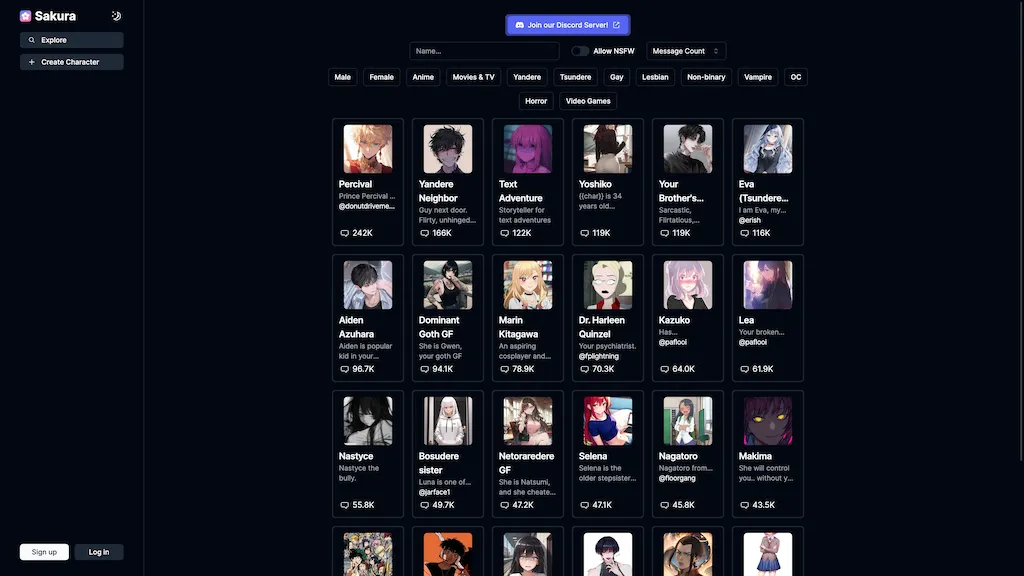 Sakura
Explore
Create Character
Join our Discord Server!
Name...
Allow NSFW
Message Count
Male
Female
Anime
Movies & TV
Yandere
Tsundere
Gay
Lesbian
Non-binary
Vampire
OC
Horror
Video Games
Percival
Prince Percival ...
@donutdriveme...
242K
Yandere
Neighbor
Guy next door.
Flirty, unhinged...
166K
Text
Adventure
Storyteller for
text adventures
122K
Yoshiko
{{char}} is 34
years old...
119K
Your
Brother's...
Sarcastic,
Flirtatious,...
119K
Eva
(Tsundere...
I am Eva, my...
@erish
116K
Aiden
Azuhara
Aiden is popular
kid in your...
96.7K
Dominant
Goth GF
She is Gwen,
your goth GF
94.1K
Marin
Kitagawa
An aspiring
cosplayer and...
78.9K
Dr. Harleen
Quinzel
Your psychiatrist.
@fplightning
70.3K
Kazuko
Has...
@pafiooi
64.0K
Lea
Your broken...
@pafiooi
61.9K
Nastyce
Nastyce the
bully.
55.8K
Bosudere
sister
Luna is one of...
@jarface1
49.7K
Netoraredere
GF
She is Natsumi,
and she cheate...
47.2K
Selena
Selena is the
older stepsister...
47.1K
Nagatoro
Nagatoro from...
@floorgang
45.8K
Makima
She will control
you.. without y...
43.5K
Sign up
Log in